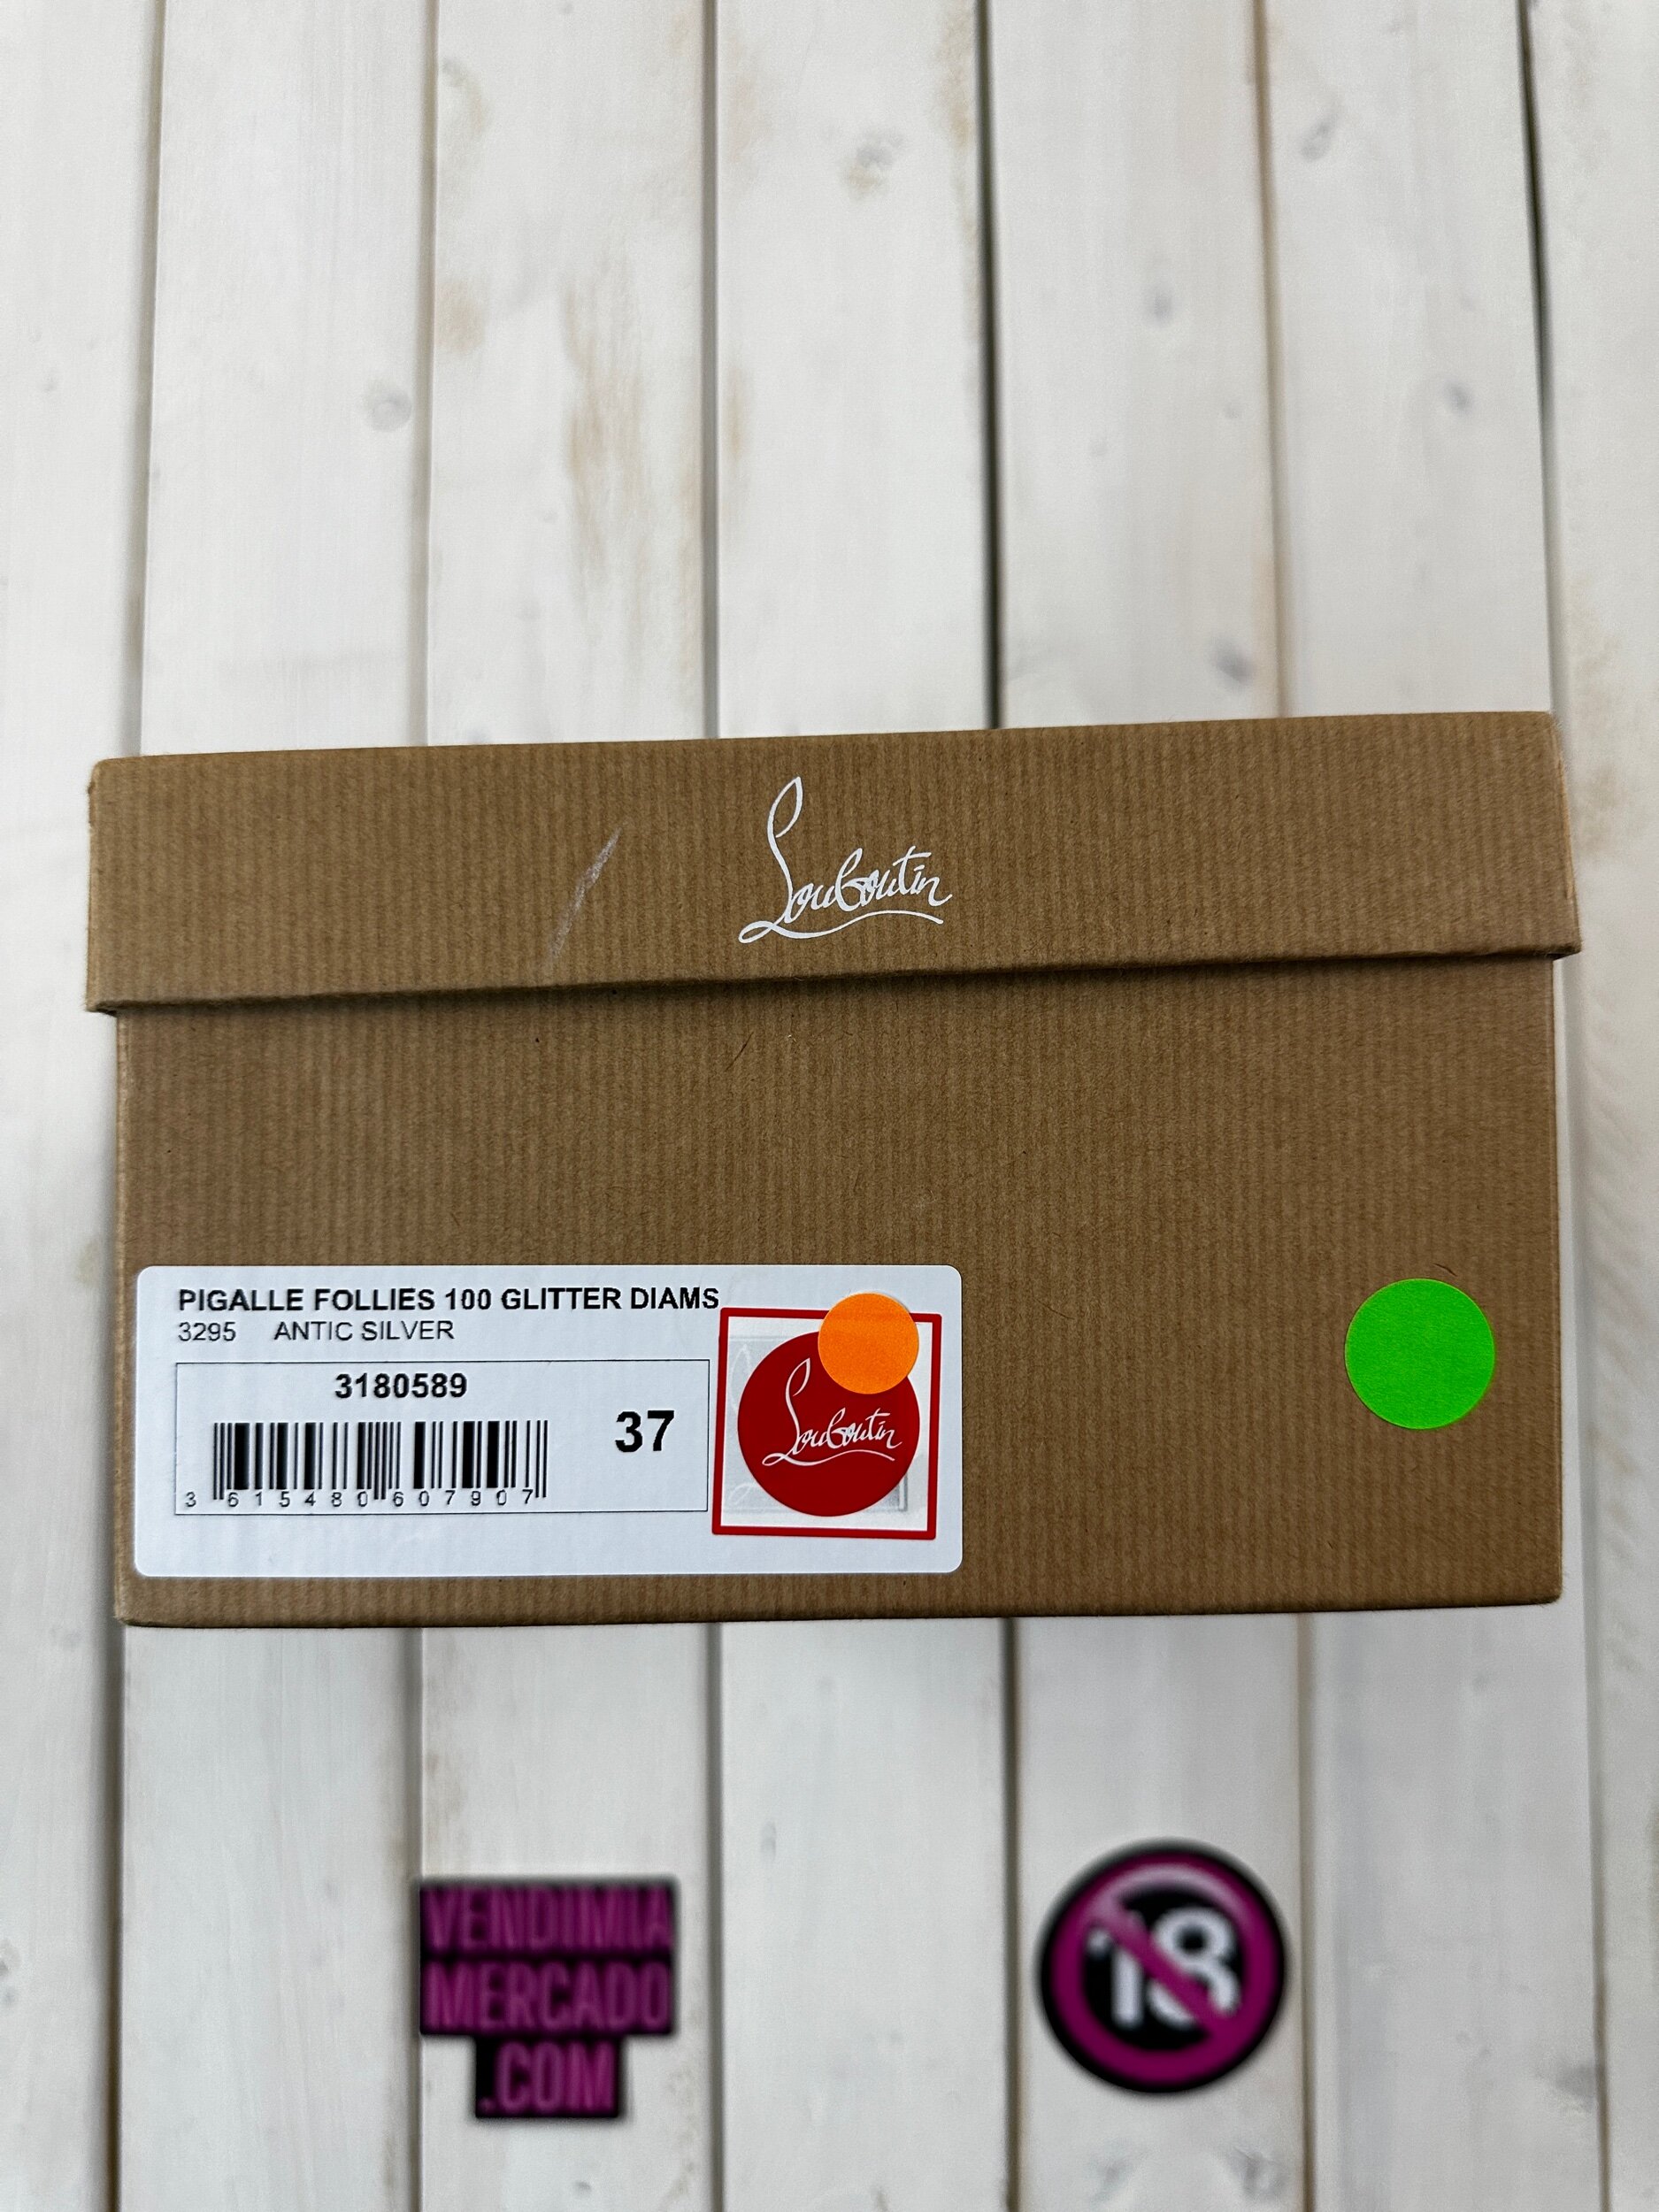 Louboutin
PIGALLE FOLLIES 100 GLITTER DIAMS
3295 ANTIC SILVER
3180589
37
3 615480 607907
Louboutin
VENDIMIA
MERCADO
.COM
18